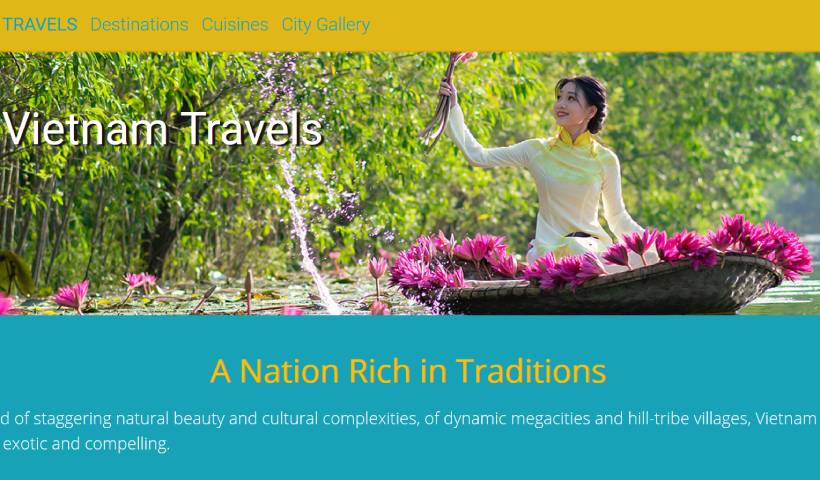 TRAVELS Destinations Cuisines City Gallery
Vietnam Travels
A Nation Rich in Traditions
d of staggering natural beauty and cultural complexities, of dynamic megacities and hill-tribe villages, Vietnam
exotic and compelling.